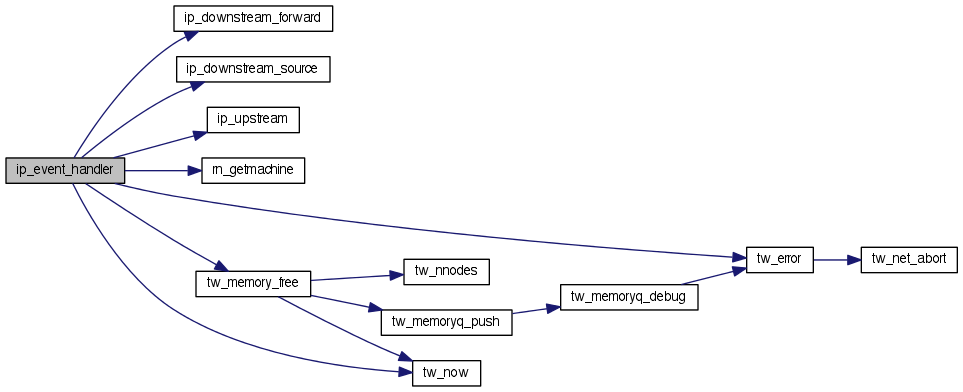 ip_downstream_forward
ip_downstream_source
ip_upstream
ip_event_handler
rn_getmachine
tw_error
tw_net_abort
tw_memory_free
tw_nnodes
tw_memoryq_debug
tw_memoryq_push
tw_now